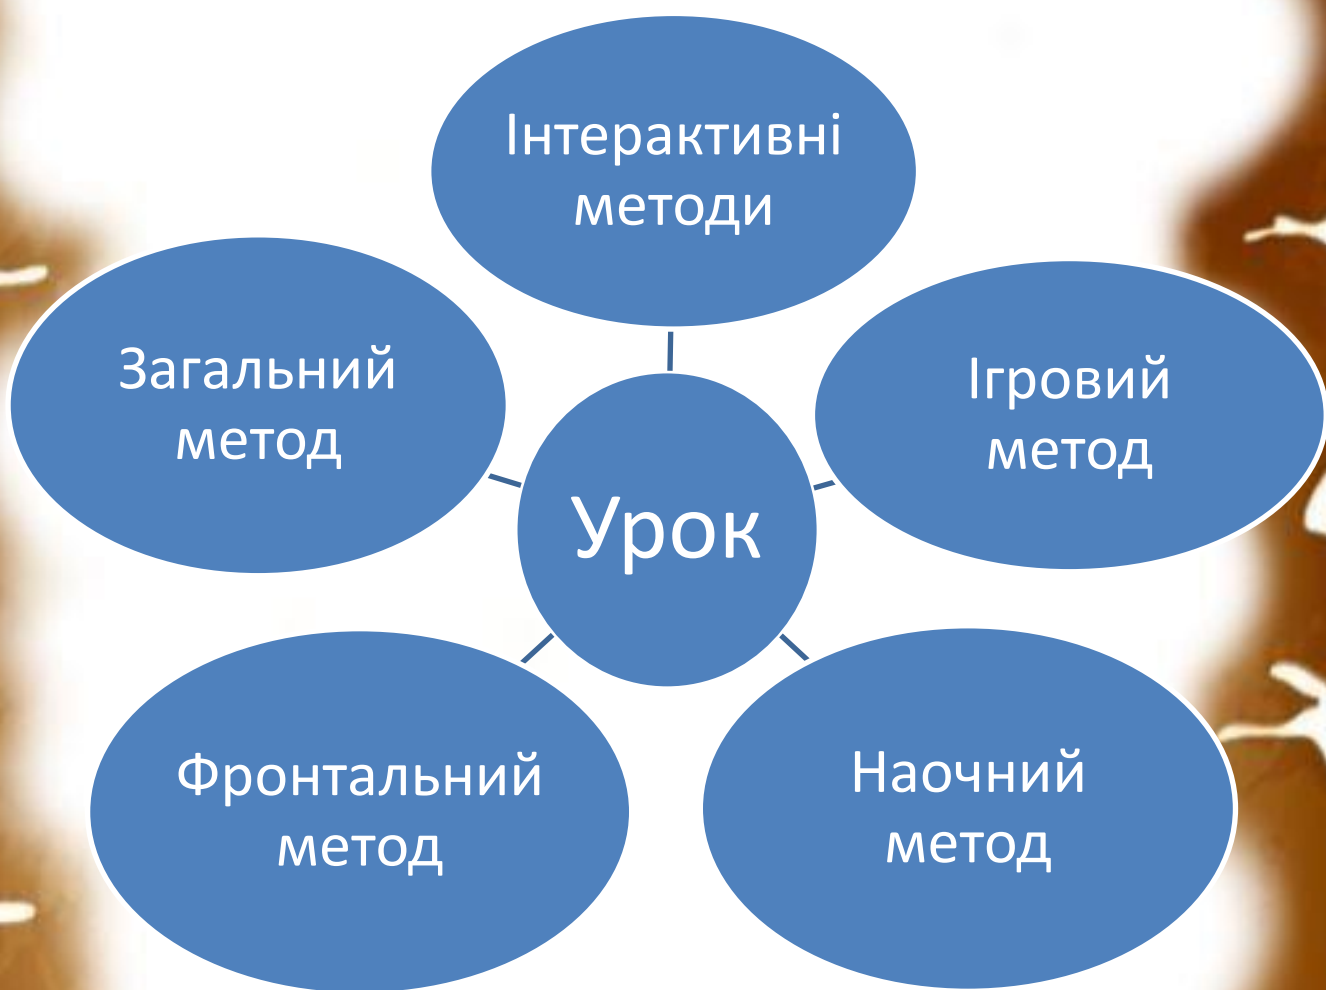 Інтерактивні
методи
Загальний
метод
Ігровий
метод
Урок
Фронтальний
метод
Наочний
метод